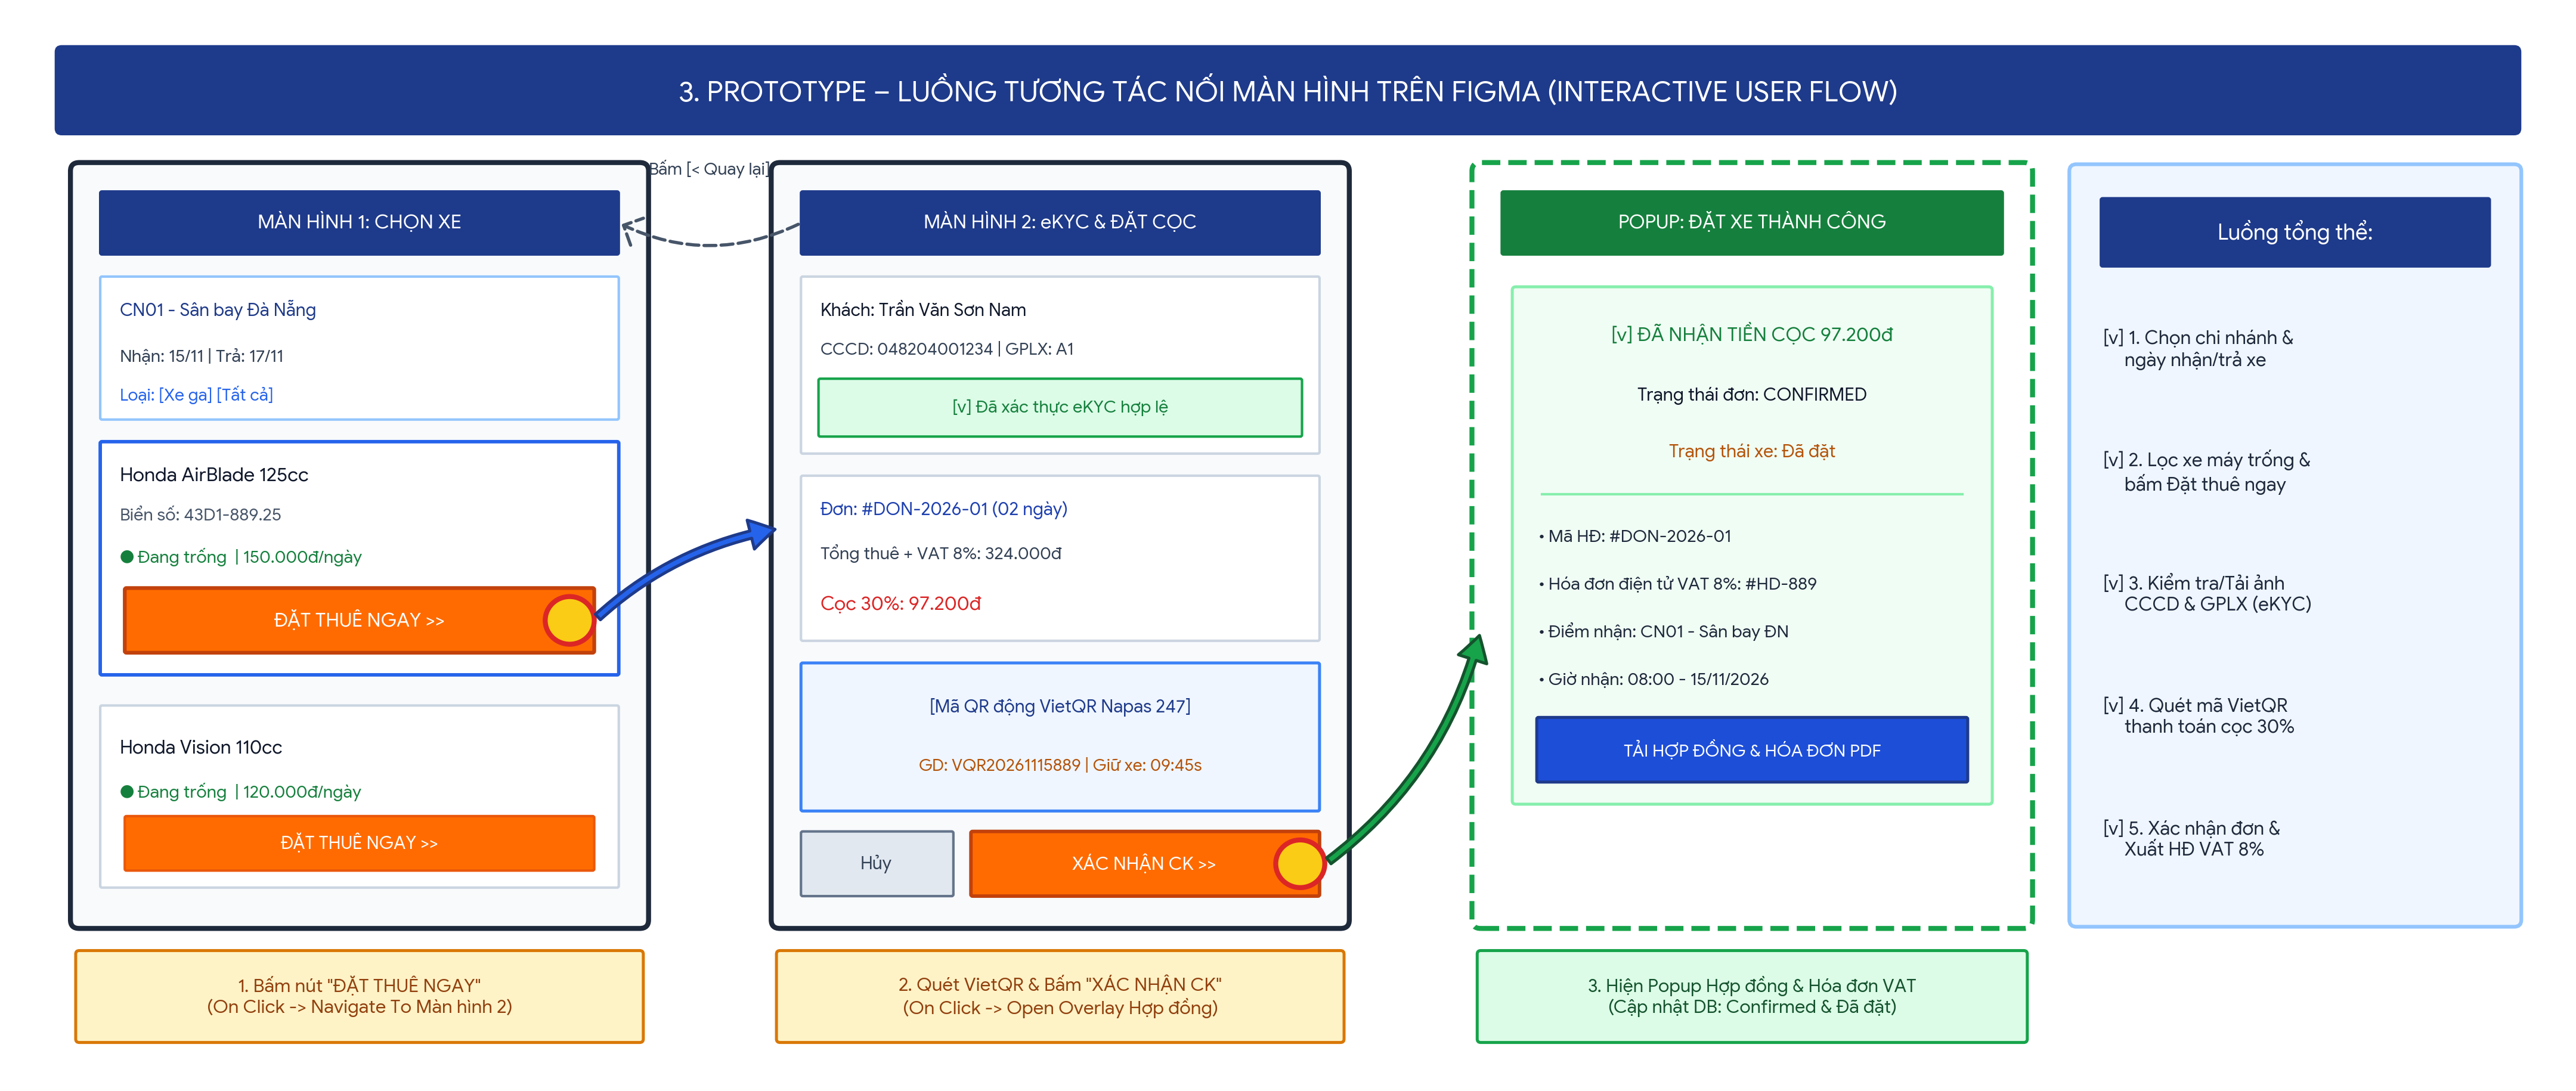 3. PROTOTYPE – LUỒNG TƯƠNG TÁC NỐI MÀN HÌNH TRÊN FIGMA (INTERACTIVE USER FLOW)
Bấm [< Quay lại]
MÀN HÌNH 1: CHỌN XE
CN01 - Sân bay Đà Nẵng
Nhận: 15/11 | Trả: 17/11
Loại: [Xe ga] [Tất cả]
Honda AirBlade 125cc
Biển số: 43D1-889.25
● Đang trống | 150.000đ/ngày
ĐẶT THUÊ NGAY >>
Honda Vision 110cc
● Đang trống | 120.000đ/ngày
ĐẶT THUÊ NGAY >>
1. Bấm nút "ĐẶT THUÊ NGAY"
(On Click -> Navigate To Màn hình 2)
MÀN HÌNH 2: eKYC & ĐẶT CỌC
Khách: Trần Văn Sơn Nam
CCCD: 048204001234 | GPLX: A1
[v] Đã xác thực eKYC hợp lệ
Đơn: #DON-2026-01 (02 ngày)
Tổng thuê + VAT 8%: 324.000đ
Cọc 30%: 97.200đ
[Mã QR động VietQR Napas 247]
GD: VQR20261115889 | Giữ xe: 09:45s
Hủy
XÁC NHẬN CK >>
2. Quét VietQR & Bấm "XÁC NHẬN CK"
(On Click -> Open Overlay Hợp đồng)
POPUP: ĐẶT XE THÀNH CÔNG
[v] ĐÃ NHẬN TIỀN CỌC 97.200đ
Trạng thái đơn: CONFIRMED
Trạng thái xe: Đã đặt
• Mã HĐ: #DON-2026-01
• Hóa đơn điện tử VAT 8%: #HD-889
• Điểm nhận: CN01 - Sân bay ĐN
• Giờ nhận: 08:00 - 15/11/2026
TẢI HỢP ĐỒNG & HÓA ĐƠN PDF
3. Hiện Popup Hợp đồng & Hóa đơn VAT
(Cập nhật DB: Confirmed & Đã đặt)
Luồng tổng thể:
[v] 1. Chọn chi nhánh &
ngày nhận/trả xe
[v] 2. Lọc xe máy trống &
bấm Đặt thuê ngay
[v] 3. Kiểm tra/Tải ảnh
CCCD & GPLX (eKYC)
[v] 4. Quét mã VietQR
thanh toán cọc 30%
[v] 5. Xác nhận đơn &
Xuất HĐ VAT 8%